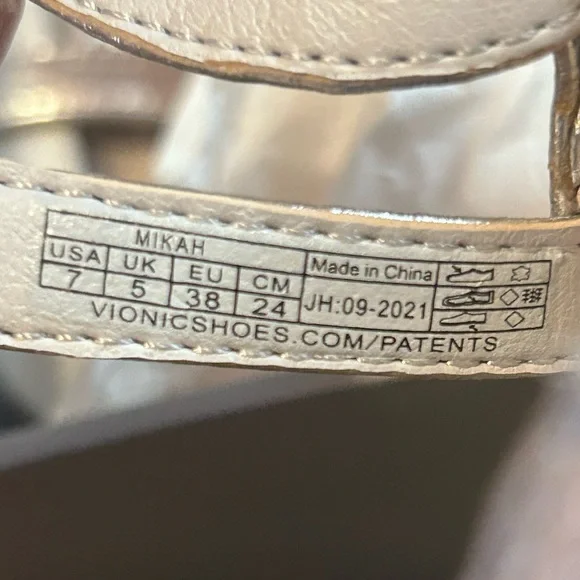 MIKAH
USA UK EU CM Made in China
7 5 38 24 JH:09-2021
VIONICSHOES.COM/PATENTS